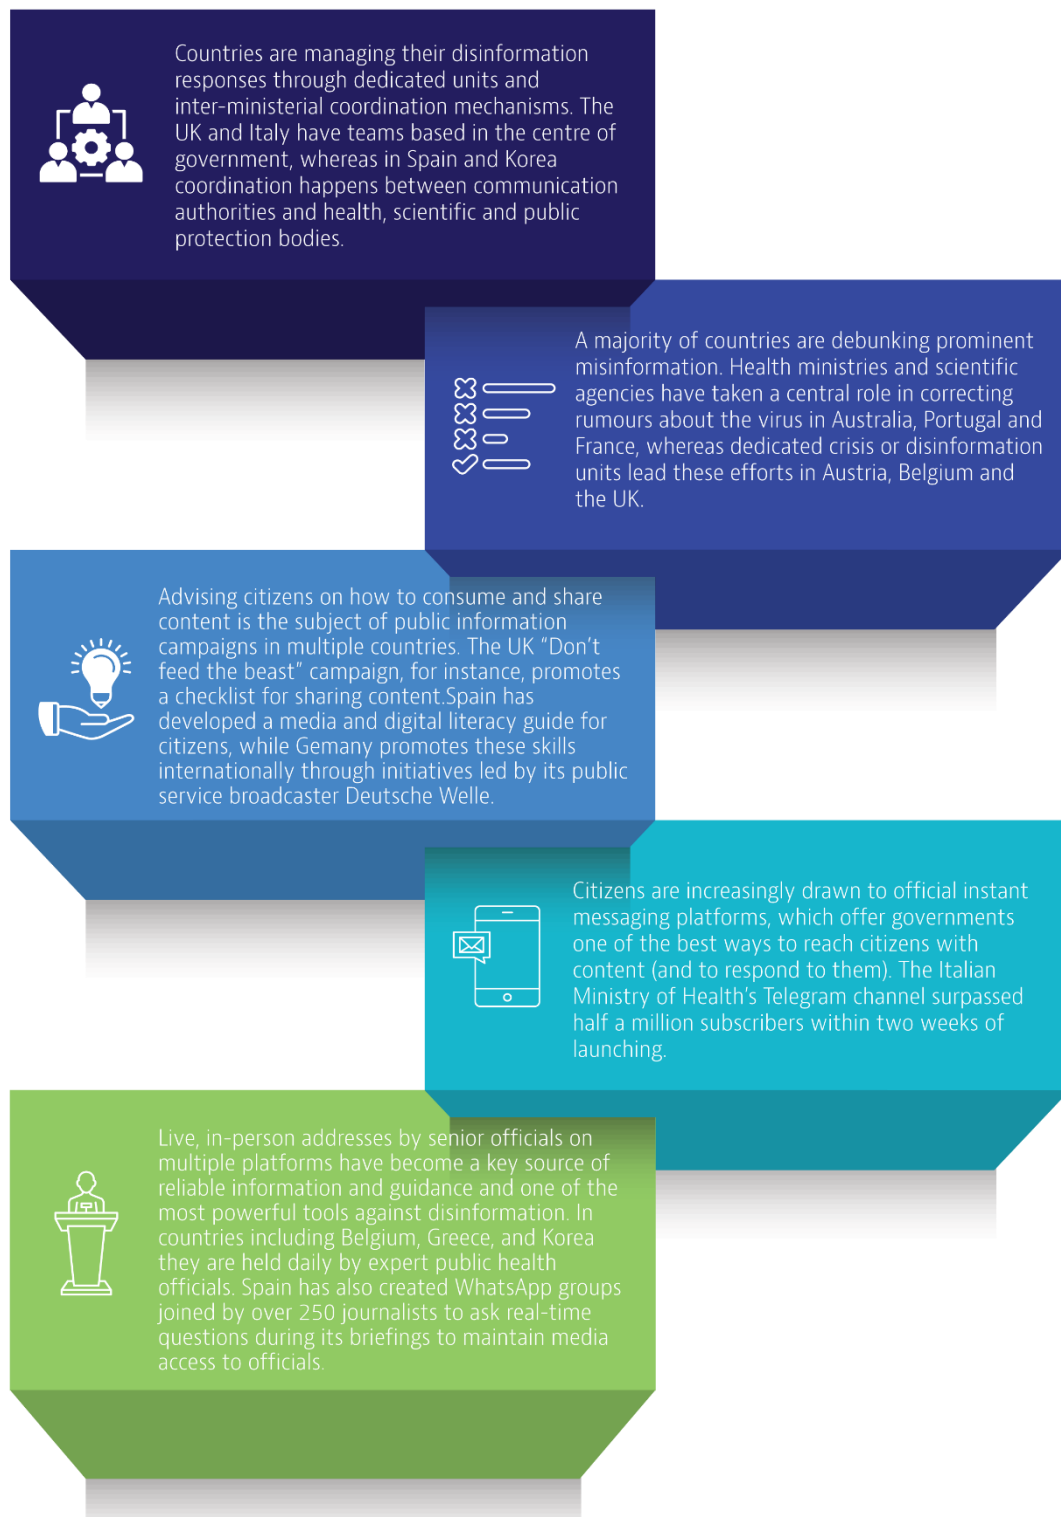 Countries are managing their disinformation
responses through dedicated units and
inter-ministerial coordination mechanisms. The
UK and Italy have teams based in the centre of
government, whereas in Spain and Korea
coordination happens between communication
authorities and health, scientific and public
protection bodies.
A majority of countries are debunking prominent
misinformation. Health ministries and scientific
agencies have taken a central role in correcting
rumours about the virus in Australia, Portugal and
France, whereas dedicated crisis or disinformation
units lead these efforts in Austria, Belgium and
the UK.
Advising citizens on how to consume and share
content is the subject of public information
campaigns in multiple countries. The UK “Don’t
feed the beast” campaign, for instance, promotes
a checklist for sharing content.Spain has
developed a media and digital literacy guide for
citizens, while Gemany promotes these skills
internationally through initiatives led by its public
service broadcaster Deutsche Welle.
Citizens are increasingly drawn to official instant
messaging platforms, which offer governments
one of the best ways to reach citizens with
content (and to respond to them). The Italian
Ministry of Health’s Telegram channel surpassed
half a million subscribers within two weeks of
launching.
Live, in-person addresses by senior officials on
multiple platforms have become a key source of
reliable information and guidance and one of the
most powerful tools against disinformation. In
countries including Belgium, Greece, and Korea
they are held daily by expert public health
officials. Spain has also created WhatsApp groups
joined by over 250 journalists to ask real-time
questions during its briefings to maintain media
access to officials.